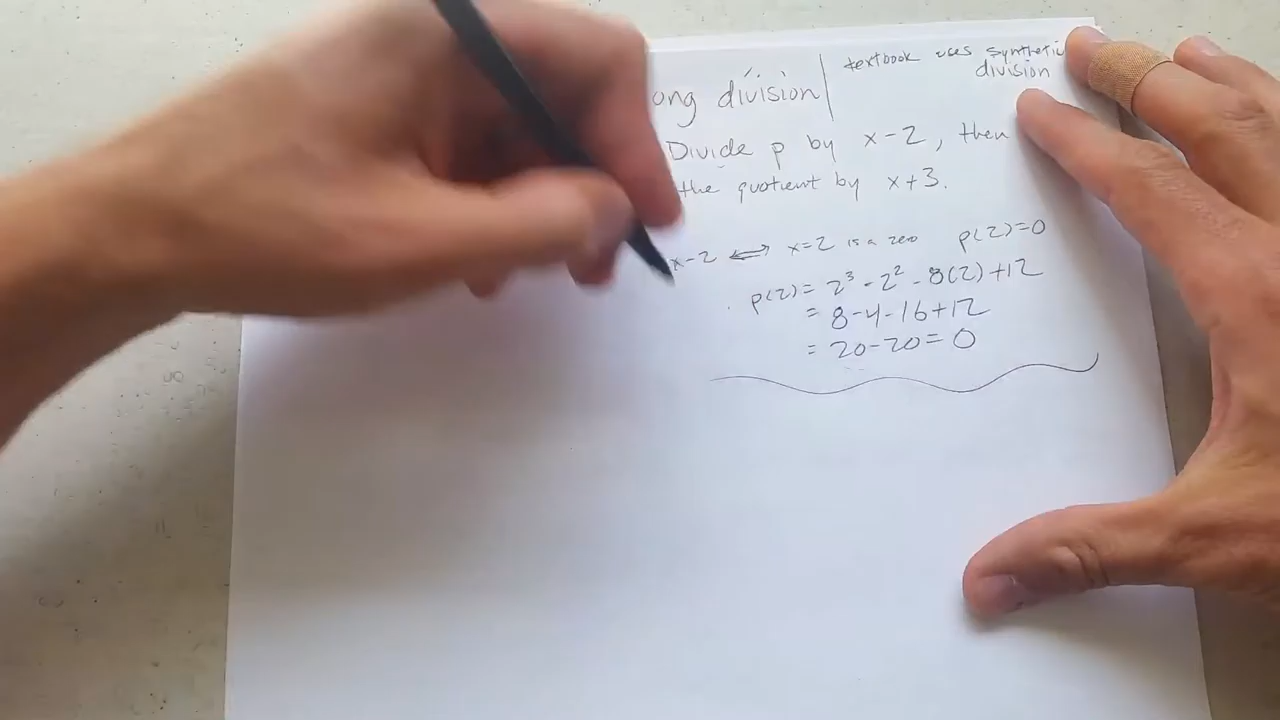 ong division | textbook uses synthetic
division
Divide p by x-2, then
the quotient by x+3.
x-2 ⟺ x=2 is a zero p(2)=0
p(2)= 2³ - 2² - 8(2) +12
= 8-4-16+12
= 20-20=0